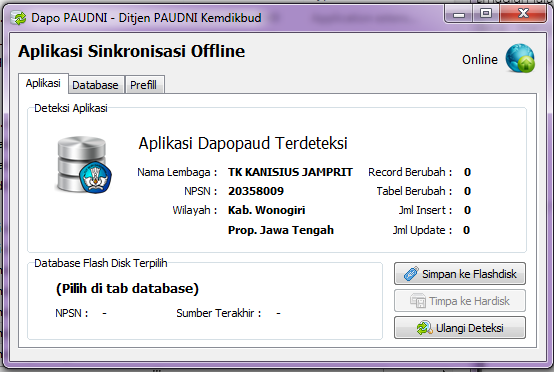 Dapo PAUDNI - Ditjen PAUDNI Kemdikbud
Aplikasi Sinkronisasi Offline
Online
Aplikasi Database Prefill
Deteksi Aplikasi
Aplikasi Dapopaud Terdeteksi
Nama Lembaga : TK KANISIUS JAMPRIT Record Berubah : 0
NPSN : 20358009 Tabel Berubah : 0
Wilayah : Kab. Wonogiri Jml Insert : 0
Prop. Jawa Tengah Jml Update : 0
Database Flash Disk Terpilih
(Pilih di tab database)
NPSN : - Sumber Terakhir : -
Simpan ke Flashdisk
Timpa ke Hardisk
Ulangi Deteksi